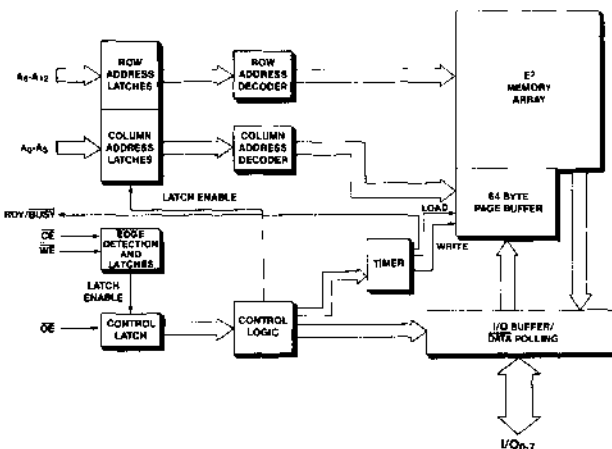 ROW
ADDRESS
LATCHES
ROW
ADDRESS
DECODER
E²
MEMORY
ARRAY
A6-A12
COLUMN
ADDRESS
LATCHES
COLUMN
ADDRESS
DECODER
A0-A5
64 BYTE
PAGE BUFFER
LATCH ENABLE
RDY/BUSY
LOAD
WRITE
CE
WE
EDGE
DETECTION
AND
LATCHES
TIMER
LATCH
ENABLE
OE
CONTROL
LATCH
CONTROL
LOGIC
I/O BUFFER/
DATA POLLING
I/O0-7